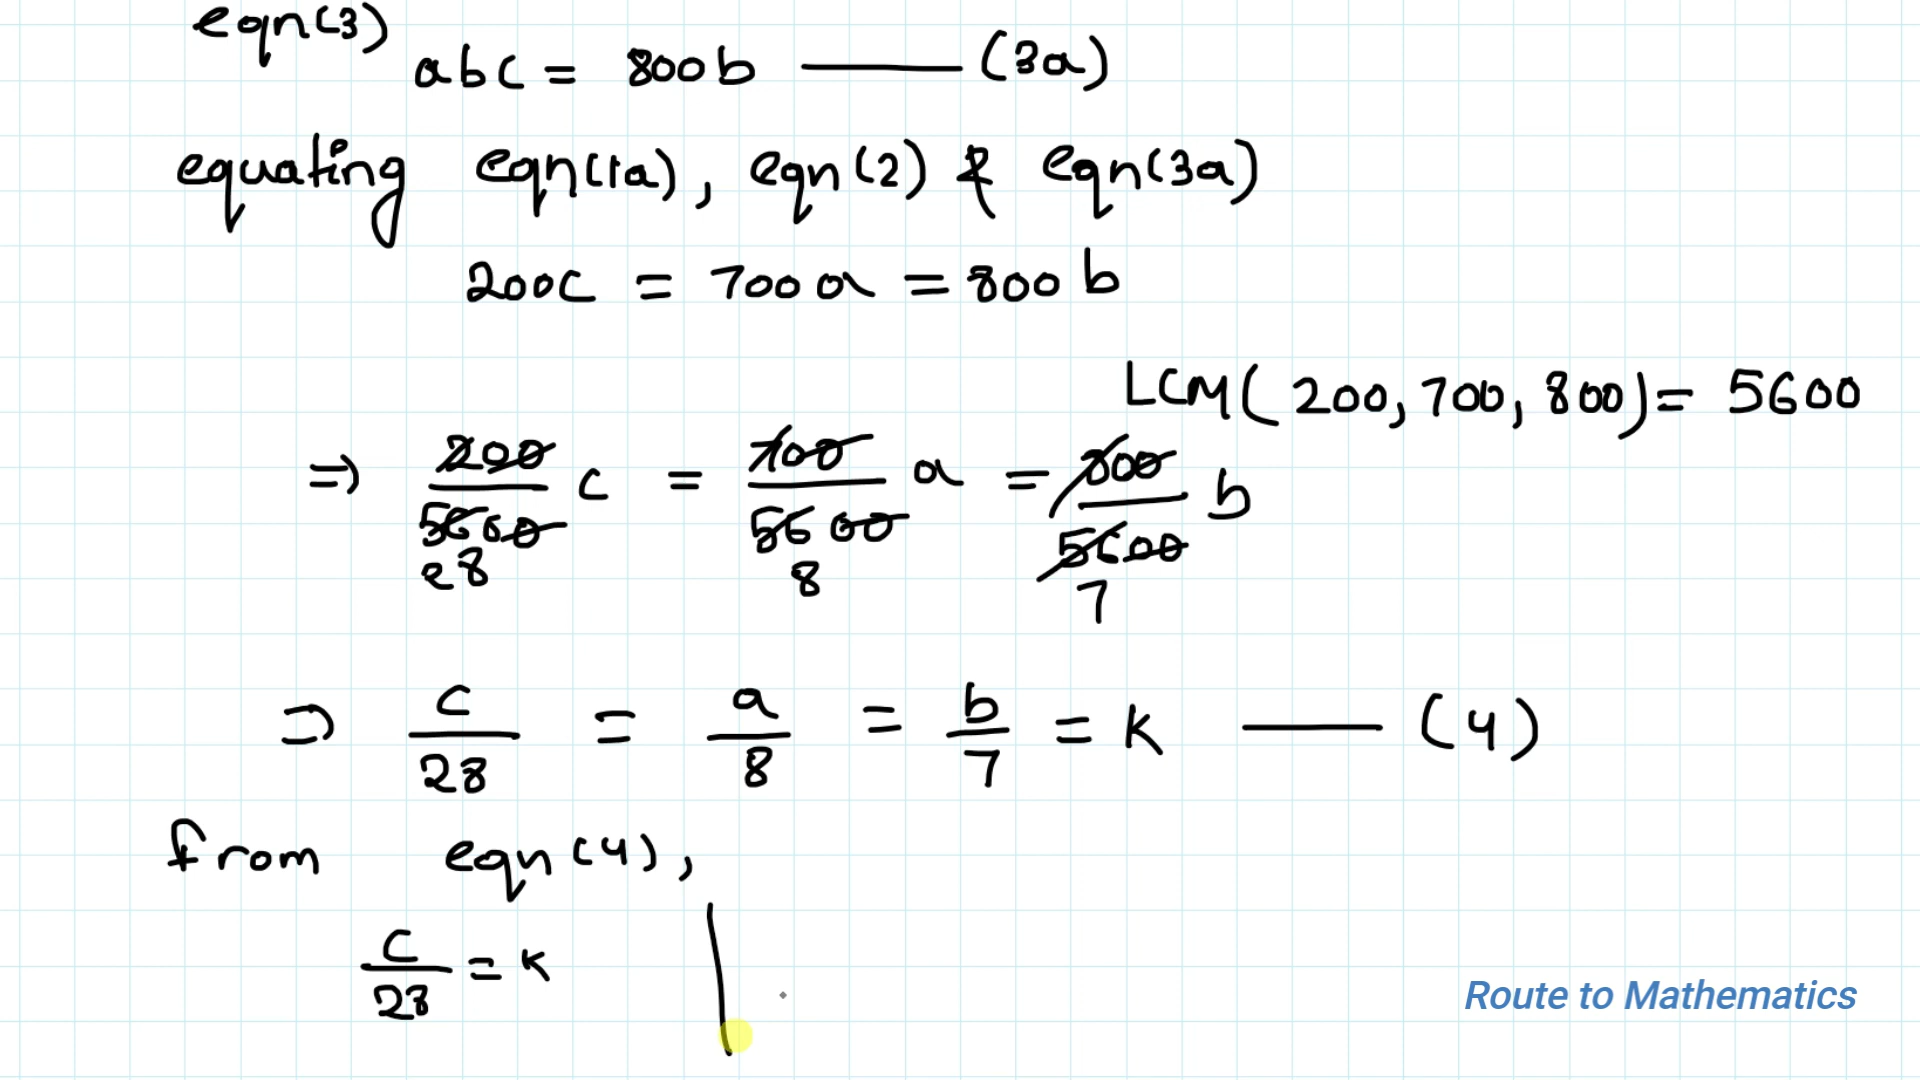 eqn(3)
abc = 800b —— (3a)
equating eqn(1a), eqn(2) & eqn(3a)
200c = 700a = 800b
LCM(200,700,800)= 5600
⇒ 200/5600 c = 700/5600 a = 800/5600 b
28 8 7
⇒ c/28 = a/8 = b/7 = K —— (4)
from eqn(4),
c/28 = K
Route to Mathematics